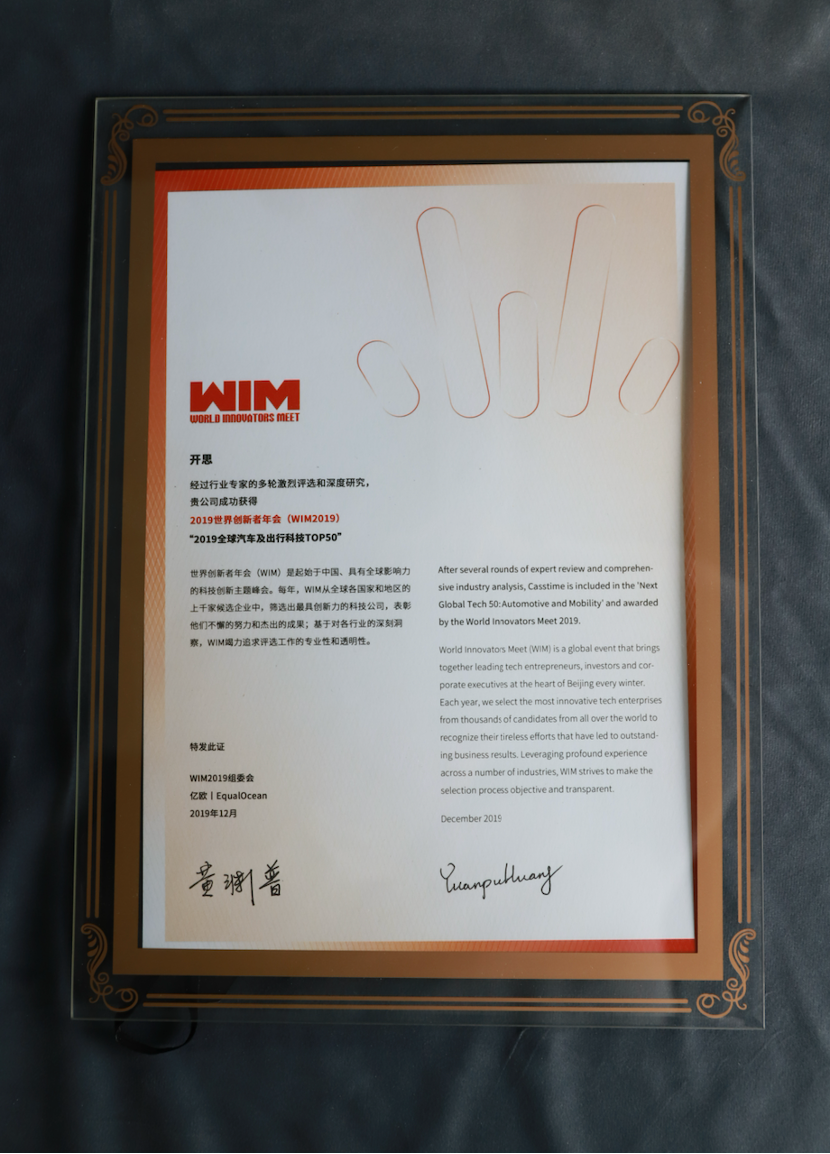 WIM
WORLD INNOVATORS MEET
开思
经过行业专家的多轮激烈评选和深度研究，
贵公司成功获得
2019世界创新者年会（WIM2019）
“2019全球汽车及出行科技TOP50”
世界创新者年会（WIM）是起始于中国、具有全球影响力
的科技创新主题峰会。每年，WIM从全球各国家和地区的
上千家候选企业中，筛选出最具创新力的科技公司，表彰
他们不懈的努力和杰出的成果；基于对各行业的深刻洞
察，WIM竭力追求评选工作的专业性和透明性。
特发此证
WIM2019组委会
亿欧丨EqualOcean
2019年12月
After several rounds of expert review and comprehen-
sive industry analysis, Casstime is included in the 'Next
Global Tech 50: Automotive and Mobility' and awarded
by the World Innovators Meet 2019.
World Innovators Meet (WIM) is a global event that brings
together leading tech entrepreneurs, investors and cor-
porate executives at the heart of Beijing every winter.
Each year, we select the most innovative tech enterprises
from thousands of candidates from all over the world to
recognize their tireless efforts that have led to outstand-
ing business results. Leveraging profound experience
across a number of industries, WIM strives to make the
selection process objective and transparent.
December 2019
Yuanpu Huang